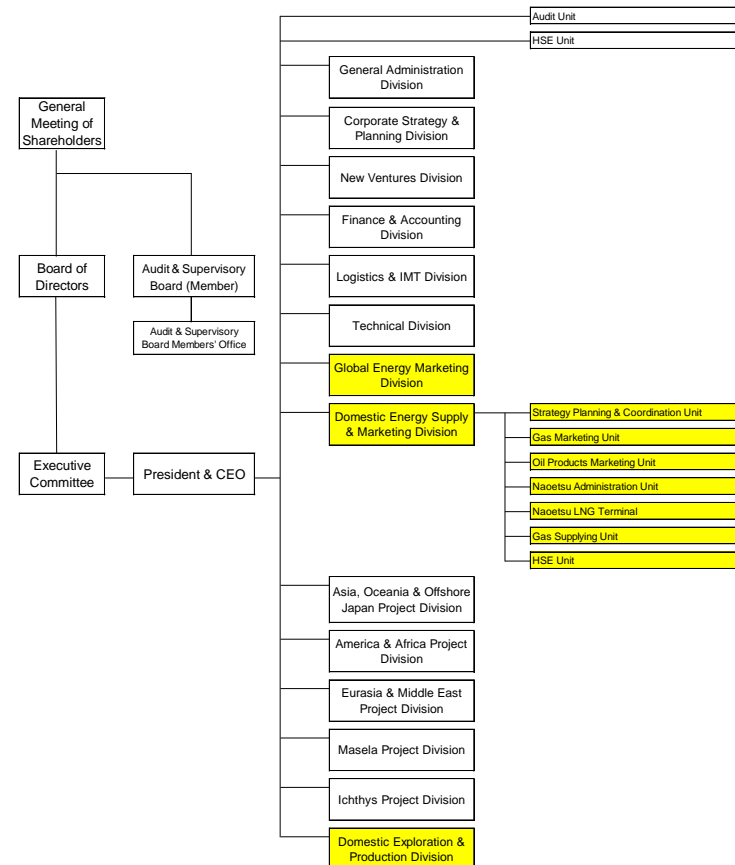 Audit Unit
HSE Unit
General Administration
Division
Corporate Strategy &
Planning Division
New Ventures Division
Finance & Accounting
Division
Logistics & IMT Division
Technical Division
Global Energy Marketing
Division
Domestic Energy Supply
& Marketing Division
General
Meeting of
Shareholders
Board of
Directors
Audit & Supervisory
Board (Member)
Audit & Supervisory
Board Members' Office
Executive
Committee
President & CEO
Strategy Planning & Coordination Unit
Gas Marketing Unit
Oil Products Marketing Unit
Naoetsu Administration Unit
Naoetsu LNG Terminal
Gas Supplying Unit
HSE Unit
Asia, Oceania & Offshore
Japan Project Division
America & Africa Project
Division
Eurasia & Middle East
Project Division
Masela Project Division
Ichthys Project Division
Domestic Exploration &
Production Division